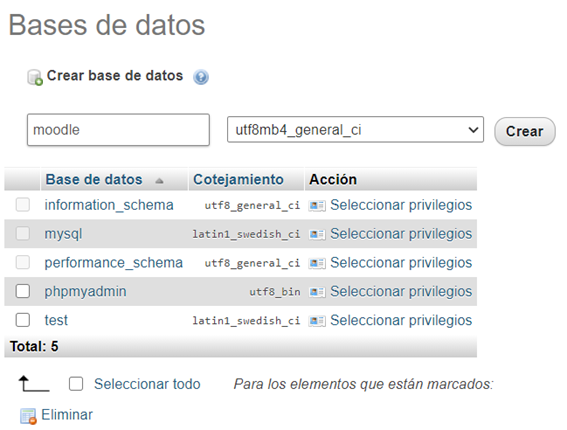 Bases de datos
Crear base de datos
moodle utf8mb4_general_ci Crear
Base de datos Cotejamiento Acción
information_schema utf8_general_ci Seleccionar privilegios
mysql latin1_swedish_ci Seleccionar privilegios
performance_schema utf8_general_ci Seleccionar privilegios
phpmyadmin utf8_bin Seleccionar privilegios
test latin1_swedish_ci Seleccionar privilegios
Total: 5
Seleccionar todo Para los elementos que están marcados:
Eliminar